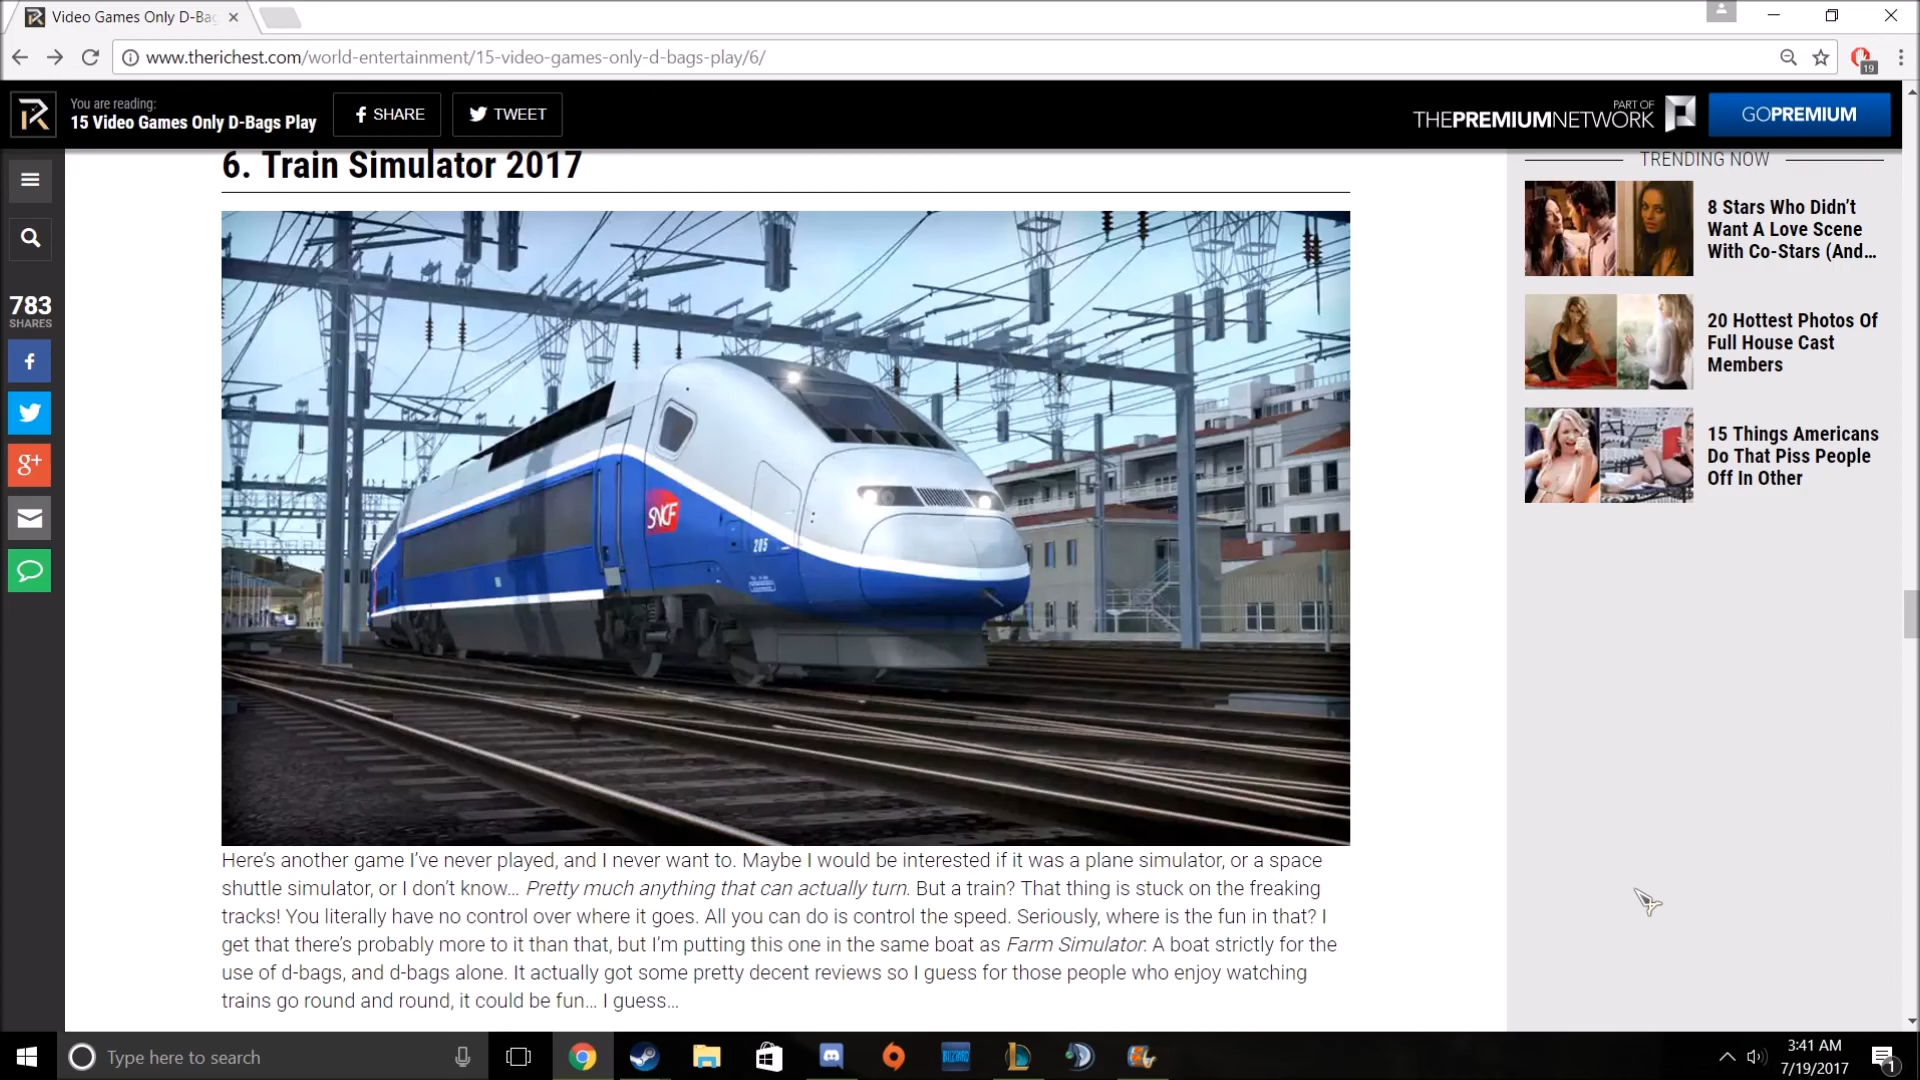 Video Games Only D-Bag
www.therichest.com/world-entertainment/15-video-games-only-d-bags-play/6/
19
You are reading:
15 Video Games Only D-Bags Play
SHARE
TWEET
PART OF
THEPREMIUMNETWORK
GOPREMIUM
6. Train Simulator 2017
783
SHARES
f
g+
SNCF
285
Here's another game I've never played, and I never want to. Maybe I would be interested if it was a plane simulator, or a space
shuttle simulator, or I don't know... Pretty much anything that can actually turn. But a train? That thing is stuck on the freaking
tracks! You literally have no control over where it goes. All you can do is control the speed. Seriously, where is the fun in that? I
get that there's probably more to it than that, but I'm putting this one in the same boat as Farm Simulator. A boat strictly for the
use of d-bags, and d-bags alone. It actually got some pretty decent reviews so I guess for those people who enjoy watching
trains go round and round, it could be fun... I guess...
TRENDING NOW
8 Stars Who Didn't
Want A Love Scene
With Co-Stars (And...
20 Hottest Photos Of
Full House Cast
Members
15 Things Americans
Do That Piss People
Off In Other
Type here to search
BLIZZARD
3:41 AM
7/19/2017
1